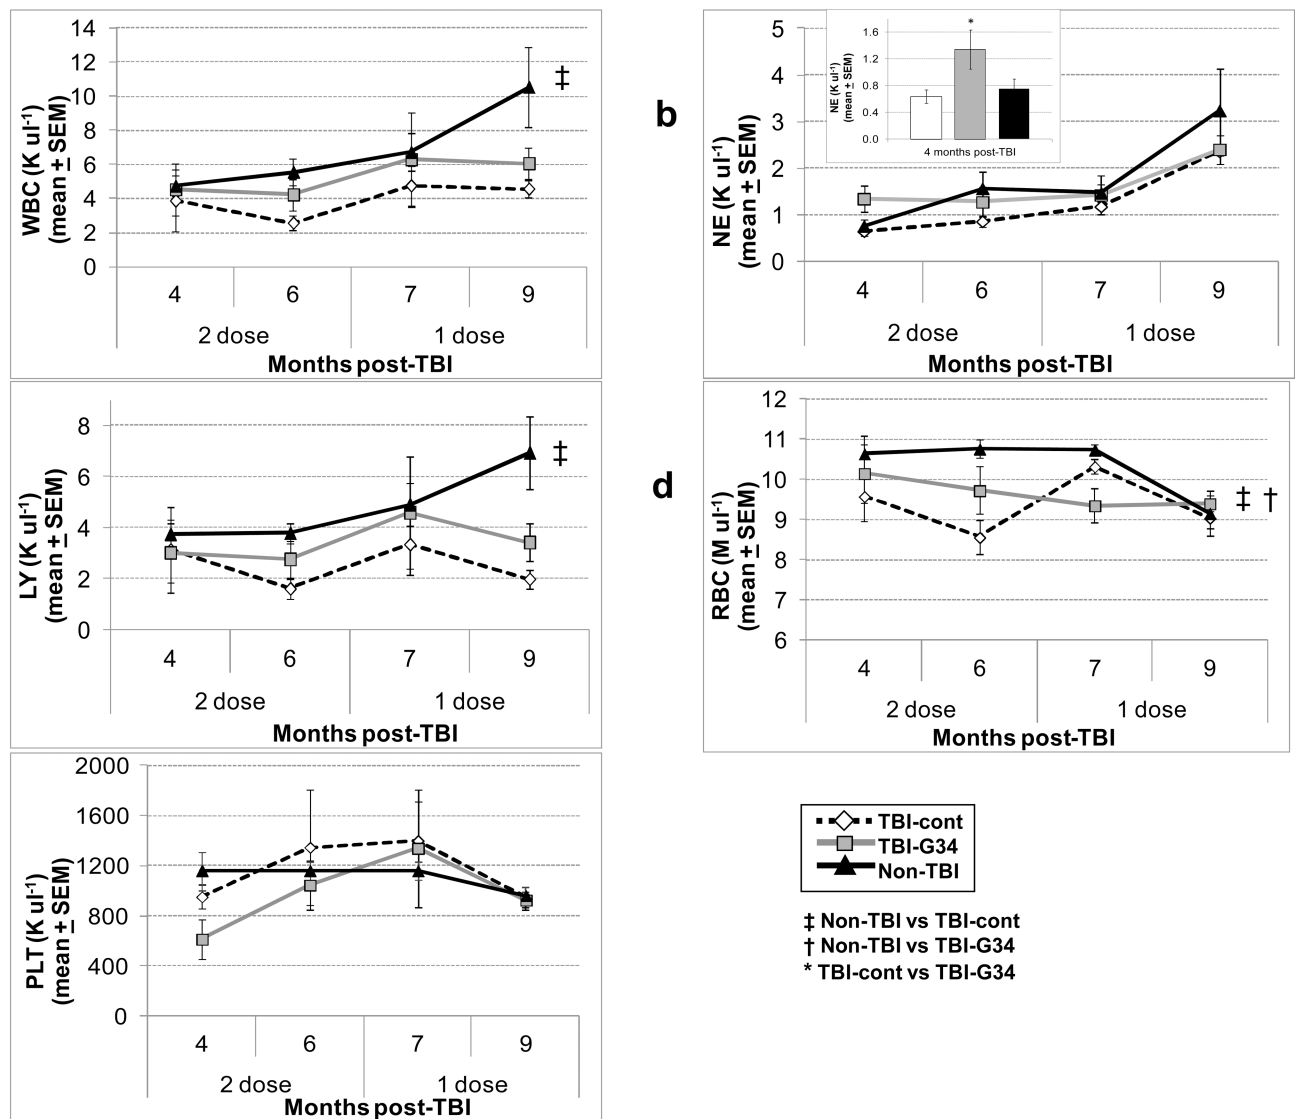 14
12
10
8
6
4
2
0
WBC (K ul-1)
(mean ± SEM)
‡
4 6 7 9
2 dose 1 dose
Months post-TBI
b
5
4
3
2
1
0
NE (K ul-1)
(mean ± SEM)
1.6
1.2
0.8
0.4
0.0
NE (K ul-1)
(mean ± SEM)
*
4 months post-TBI
4 6 7 9
2 dose 1 dose
Months post-TBI
8
6
4
2
0
LY (K ul-1)
(mean ± SEM)
‡
4 6 7 9
2 dose 1 dose
Months post-TBI
d
12
11
10
9
8
7
6
RBC (M ul-1)
(mean ± SEM)
‡ †
4 6 7 9
2 dose 1 dose
Months post-TBI
2000
1600
1200
800
400
0
PLT (K ul-1)
(mean ± SEM)
4 6 7 9
2 dose 1 dose
Months post-TBI
TBI-cont
TBI-G34
Non-TBI
‡ Non-TBI vs TBI-cont
† Non-TBI vs TBI-G34
* TBI-cont vs TBI-G34